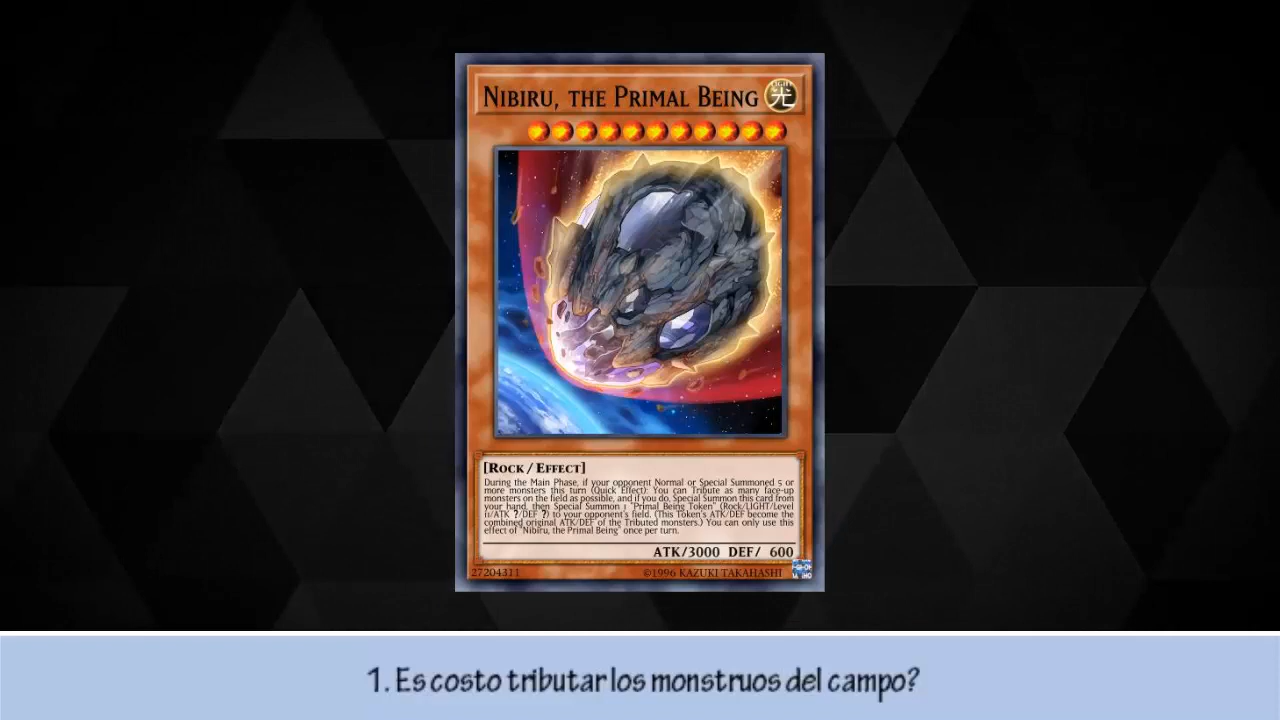 NIBIRU, THE PRIMAL BEING
光
[ROCK / EFFECT]
During the Main Phase, if your opponent Normal or Special Summoned 5 or
more monsters this turn (Quick Effect): You can Tribute as many face-up
monsters on the field as possible, and if you do, Special Summon this card from
your hand, then Special Summon 1 "Primal Being Token" (Rock/LIGHT/Level
11/ATK ?/DEF ?) to your opponent's field. (This Token's ATK/DEF become the
combined original ATK/DEF of the Tributed monsters.) You can only use this
effect of "Nibiru, the Primal Being" once per turn.
ATK/3000 DEF/ 600
27204311 ©1996 KAZUKI TAKAHASHI
1. Es costo tributar los monstruos del campo?